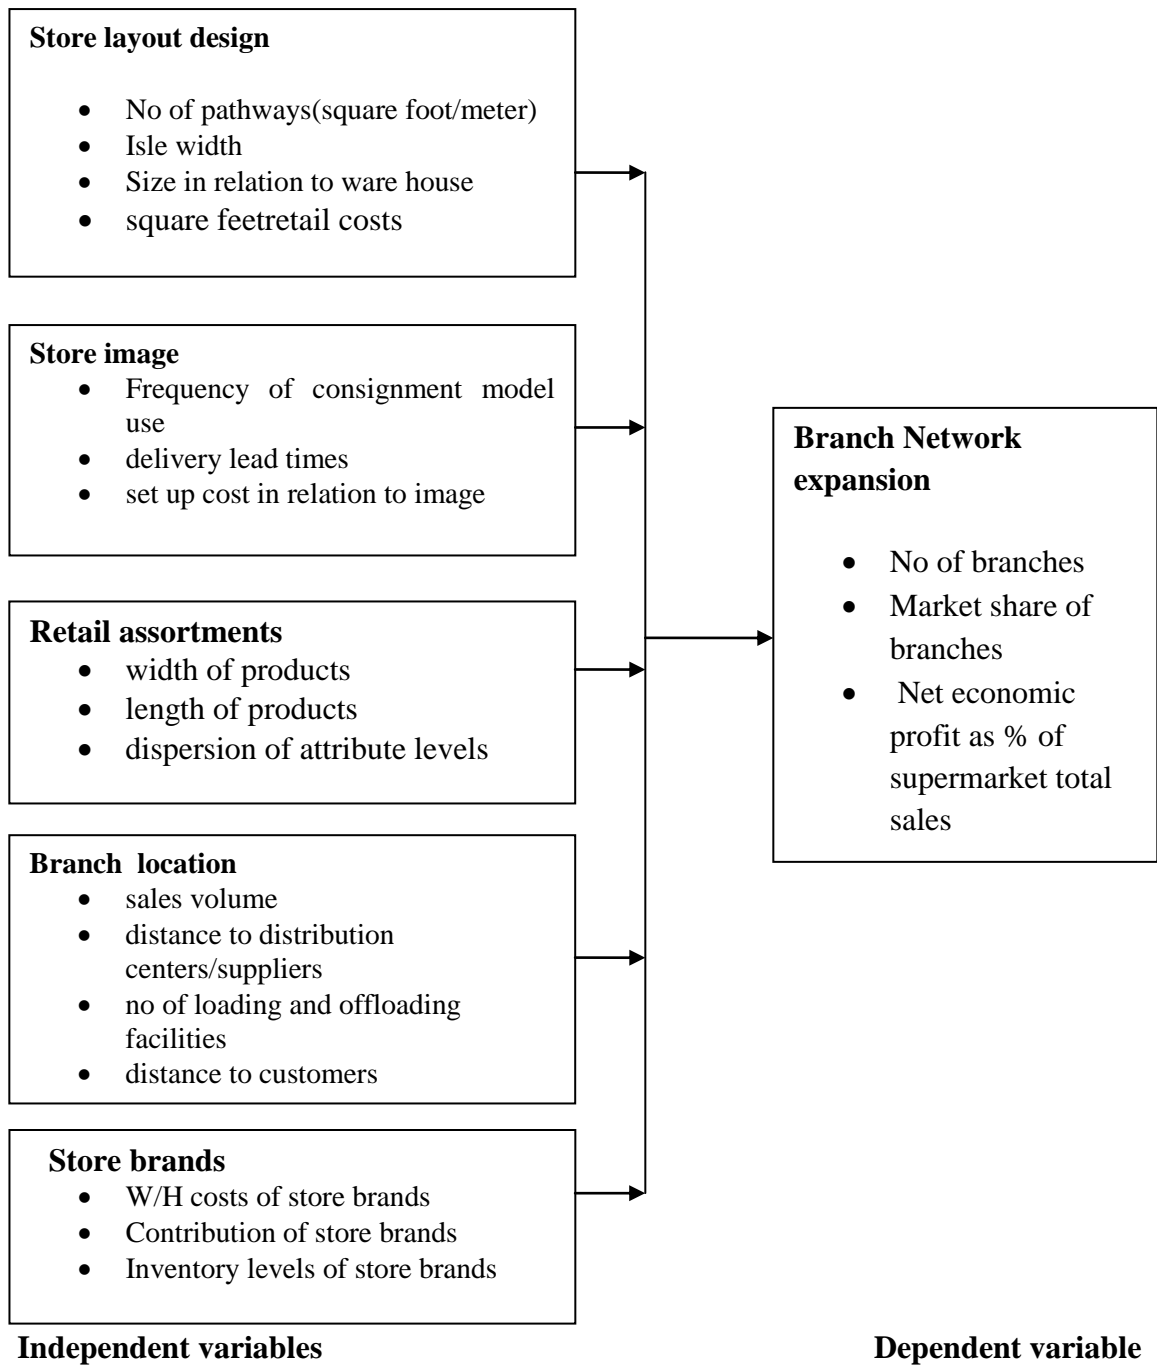 Store layout design
• No of pathways(square foot/meter)
• Isle width
• Size in relation to ware house
• square feetretail costs
Store image
• Frequency of consignment model
use
• delivery lead times
• set up cost in relation to image
Retail assortments
• width of products
• length of products
• dispersion of attribute levels
Branch location
• sales volume
• distance to distribution
centers/suppliers
• no of loading and offloading
facilities
• distance to customers
Store brands
• W/H costs of store brands
• Contribution of store brands
• Inventory levels of store brands
Independent variables
Branch Network
expansion
• No of branches
• Market share of
branches
• Net economic
profit as % of
supermarket total
sales
Dependent variable